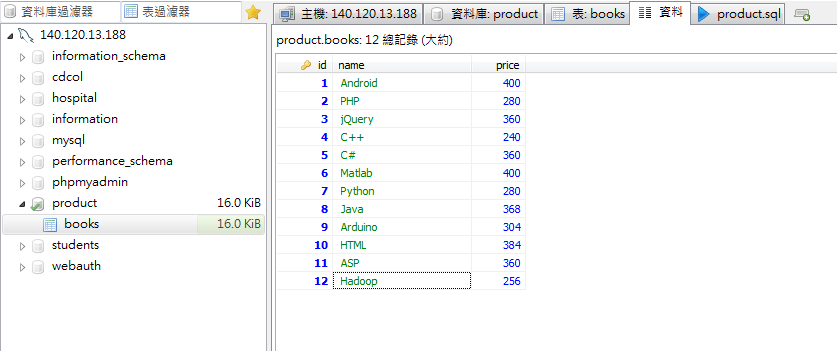 資料庫過濾器 表過濾器
主機: 140.120.13.188 資料庫: product 表: books 資料 product.sql
140.120.13.188
information_schema
cdcol
hospital
information
mysql
performance_schema
phpmyadmin
product 16.0 KiB
books 16.0 KiB
students
webauth
product.books: 12 總記錄 (大約)
id name price
1 Android 400
2 PHP 280
3 jQuery 360
4 C++ 240
5 C# 360
6 Matlab 400
7 Python 280
8 Java 368
9 Arduino 304
10 HTML 384
11 ASP 360
12 Hadoop 256